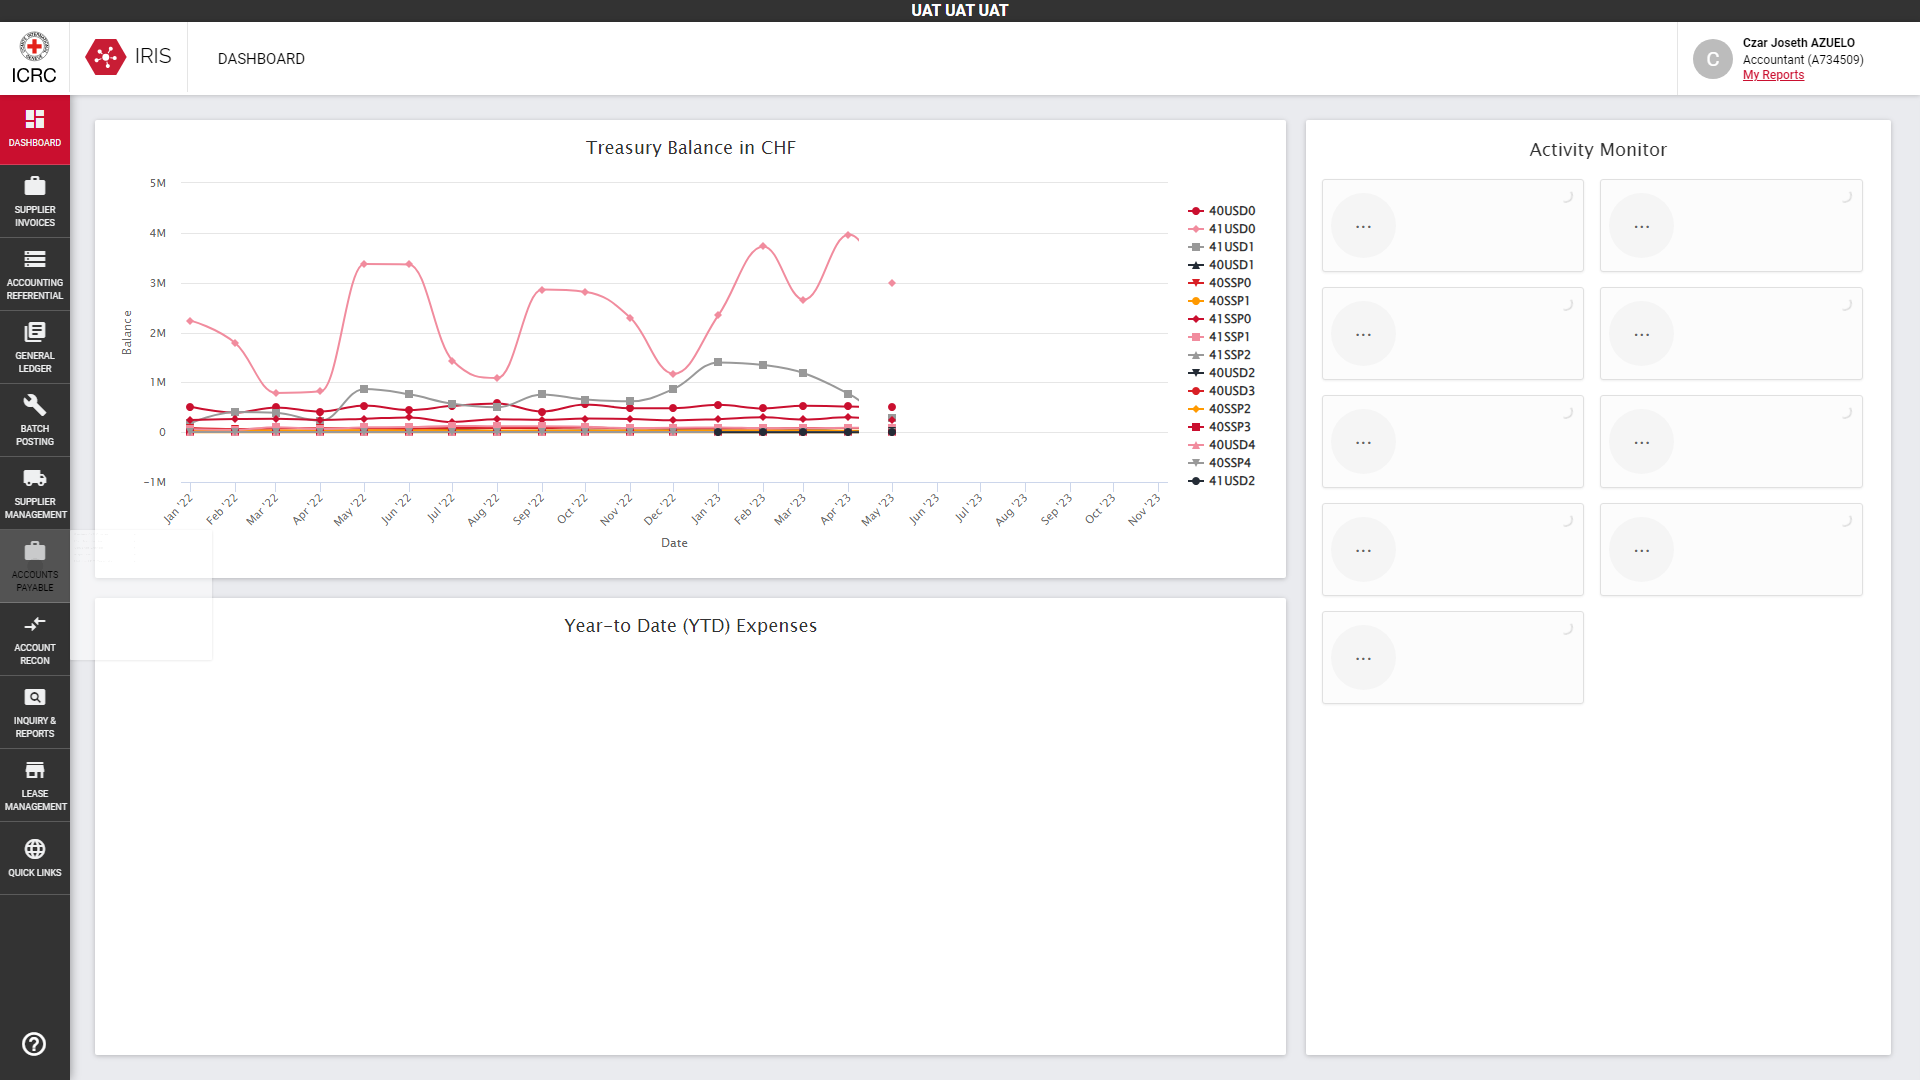 UAT UAT UAT
ICRC
IRIS
DASHBOARD
C
Czar Joseth AZUELO
Accountant (A734509)
My Reports
DASHBOARD
SUPPLIER
INVOICES
ACCOUNTING
REFERENTIAL
GENERAL
LEDGER
BATCH
POSTING
SUPPLIER
MANAGEMENT
ACCOUNTS
PAYABLE
ACCOUNT
RECON
INQUIRY &
REPORTS
LEASE
MANAGEMENT
QUICK LINKS
Treasury Balance in CHF
Balance
5M
4M
3M
2M
1M
0
-1M
Jan '22
Feb '22
Mar '22
Apr '22
May '22
Jun '22
Jul '22
Aug '22
Sep '22
Oct '22
Nov '22
Dec '22
Jan '23
Feb '23
Mar '23
Apr '23
May '23
Jun '23
Jul '23
Aug '23
Sep '23
Oct '23
Nov '23
Date
40USD0
41USD0
41USD1
40USD1
40SSP0
40SSP1
41SSP0
41SSP1
41SSP2
40USD2
40USD3
40SSP2
40SSP3
40USD4
40SSP4
41USD2
Year-to Date (YTD) Expenses
Activity Monitor
...
...
...
...
...
...
...
...
...